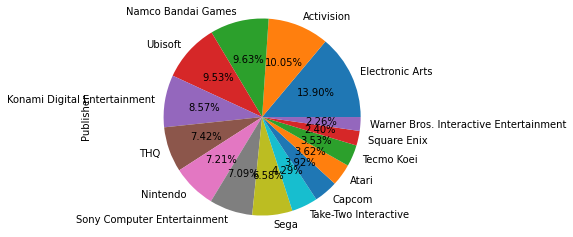 Namco Bandai Games
Activision
Ubisoft
Electronic Arts
Konami Digital Entertainment
Publisher
THQ
Nintendo
Sony Computer Entertainment
Sega
Take-Two Interactive
Capcom
Atari
Tecmo Koei
Square Enix
Warner Bros. Interactive Entertainment
9.63%
10.05%
9.53%
13.90%
8.57%
7.42%
7.21%
7.09%
6.58%
4.29%
3.92%
3.62%
3.53%
2.40%
2.26%